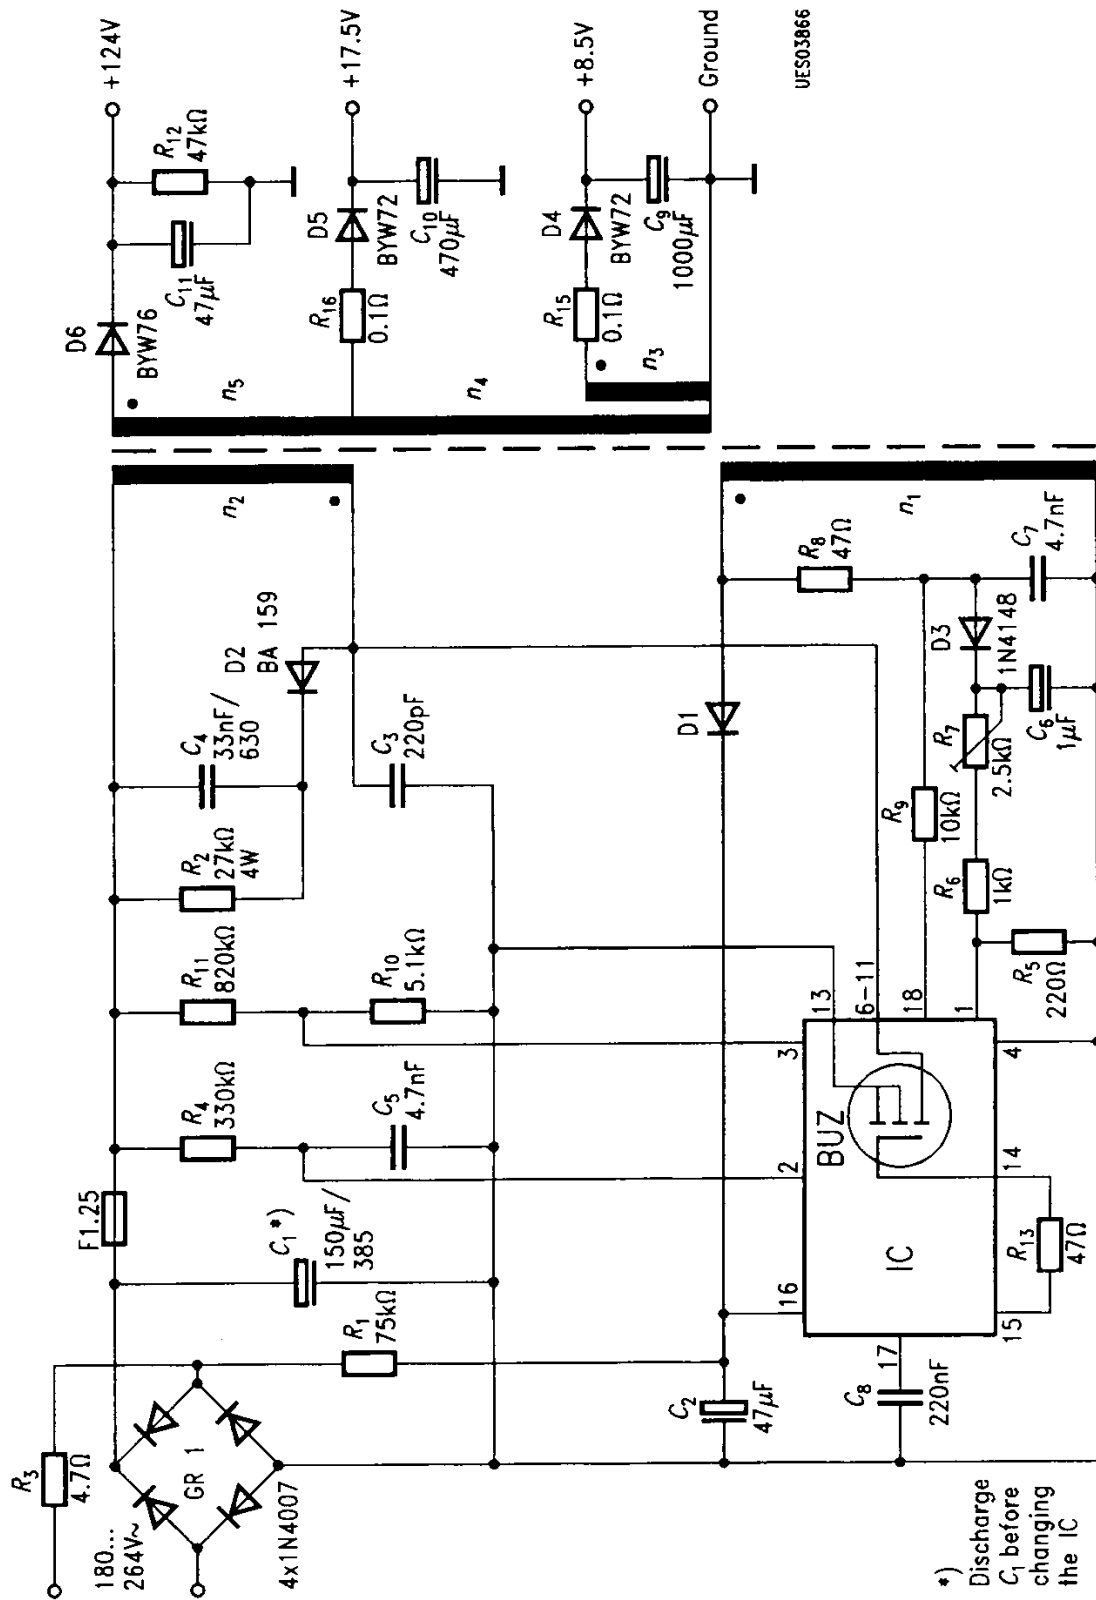 R3
4.7Ω
180...
264V~
GR 1
4x1N4007
R1
75kΩ
C1 *)
150µF/
385
F1.25
R4
330kΩ
C5
4.7nF
R11
820kΩ
R10
5.1kΩ
R2
27kΩ
4W
C4
33nF/
630
D2
BA 159
C3
220pF
n2
D6
BYW76
C11
47µF
R12
47kΩ
+124V
n5
R16
0.1Ω
D5
BYW72
C10
470µF
+17.5V
n4
R15
0.1Ω
D4
BYW72
C9
1000µF
+8.5V
n3
Ground
UES03866
C2
47µF
D1
R8
47Ω
n1
C8
220nF
17
16
2
3
13
6-11
18
1
4
14
15
BUZ
IC
R13
47Ω
R9
10kΩ
R6
1kΩ
R5
220Ω
R7
2.5kΩ
D3
1N4148
C6
1µF
C7
4.7nF
*)
Discharge
C1 before
changing
the IC